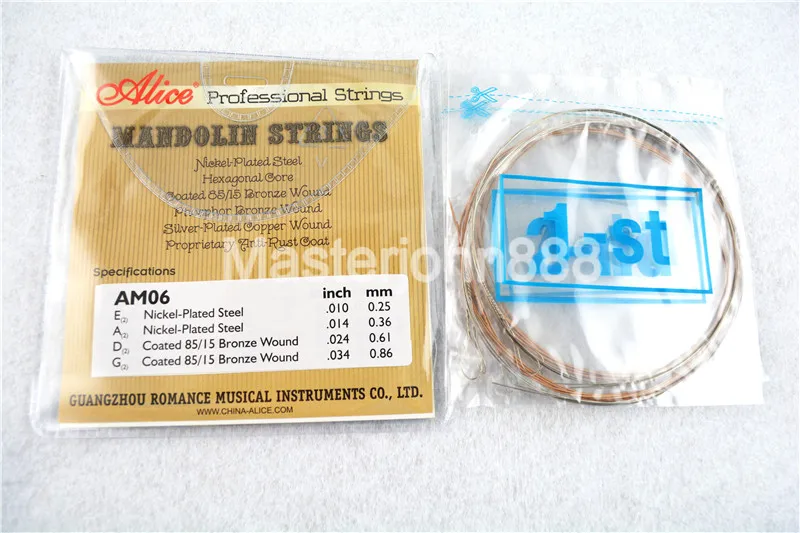 Alice® Professional Strings
MANDOLIN STRINGS
Nickel-Plated Steel
Hexagonal Core
Coated 85/15 Bronze Wound
Phosphor Bronze Wound
Silver-Plated Copper Wound
Proprietary Anti-Rust Coat
Masterjohn888
Specifications
AM06 inch mm
E(2) Nickel-Plated Steel .010 0.25
A(2) Nickel-Plated Steel .014 0.36
D(2) Coated 85/15 Bronze Wound .024 0.61
G(2) Coated 85/15 Bronze Wound .034 0.86
GUANGZHOU ROMANCE MUSICAL INSTRUMENTS CO., LTD.
WWW.CHINA-ALICE.COM
1-st